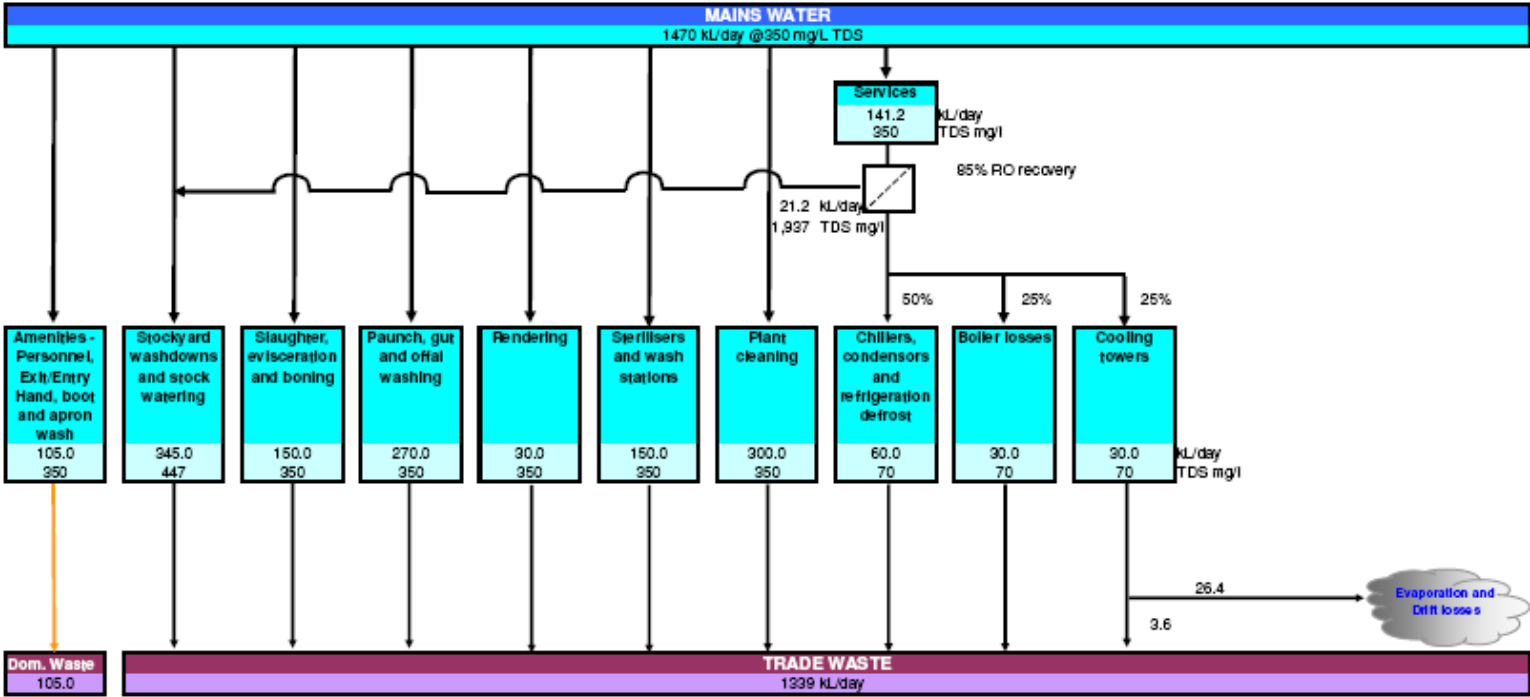 MAINS WATER
1470 kL/day @350 mg/L TDS
Services
141.2 kL/day
350 TDS mg/l
85% RO recovery
21.2 kL/day
1,937 TDS mg/l
50%
25%
25%
Amenities -
Personnel,
Exit/Entry
Hand, boot
and apron
wash
105.0
350
Stockyard
washdowns
and stock
watering
345.0
447
Slaughter,
evisceration
and boning
150.0
350
Paunch, gut
and offal
washing
270.0
350
Rendering
30.0
350
Sterilisers
and wash
stations
150.0
350
Plant
cleaning
300.0
350
Chillers,
condensors
and
refrigeration
defrost
60.0
70
Boiler losses
30.0
70
Cooling
towers
30.0 kL/day
70 TDS mg/l
26.4
Evaporation and
Drift losses
3.6
Dom. Waste
105.0
TRADE WASTE
1339 kL/day